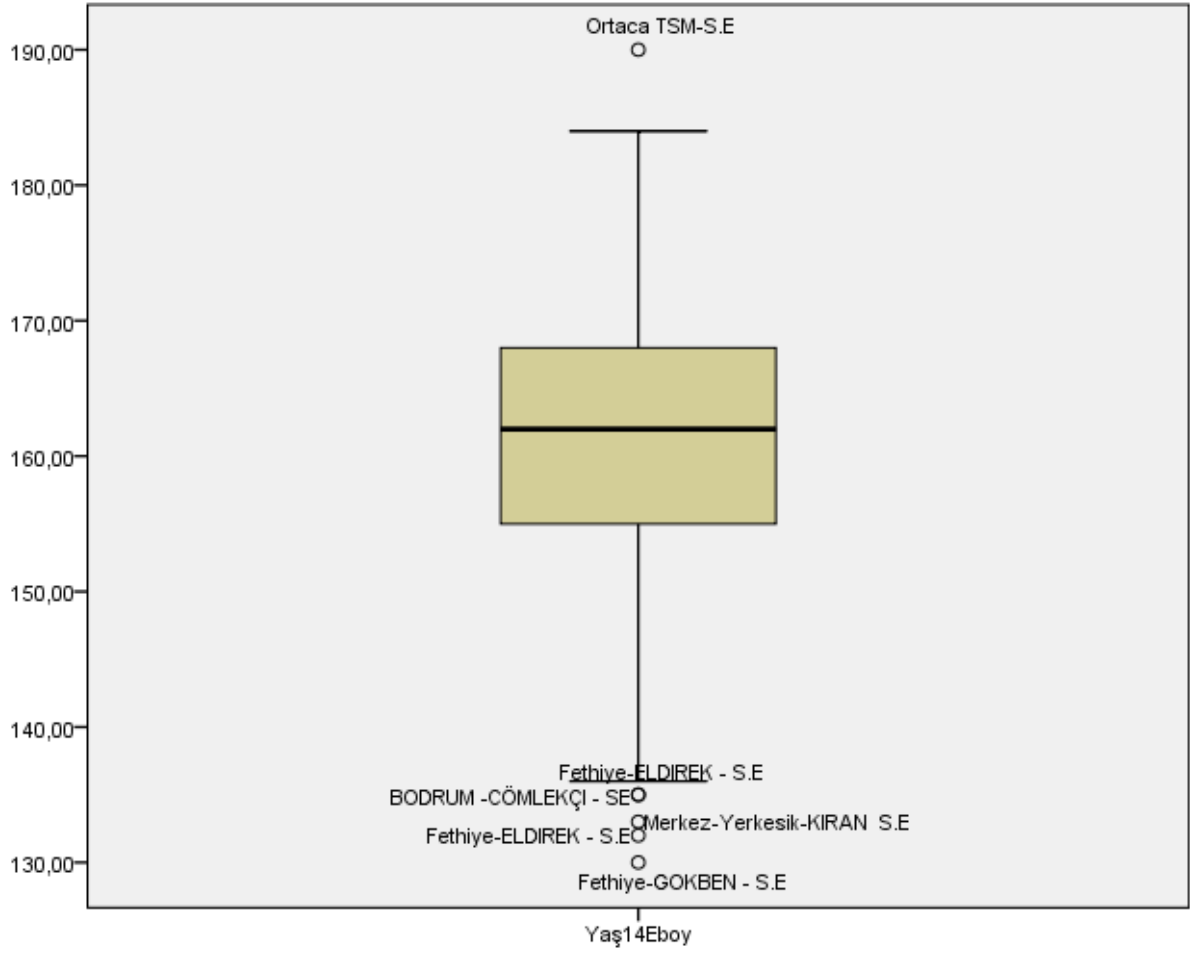 Ortaca TSM-S.E
190,00
180,00
170,00
160,00
150,00
140,00
Fethiye-ELDIREK - S.E
BODRUM -CÖMLEKÇI - SE
Merkez-Yerkesik-KIRAN S.E
Fethiye-ELDIREK - S.E
130,00
Fethiye-GOKBEN - S.E
Yaş14Eboy